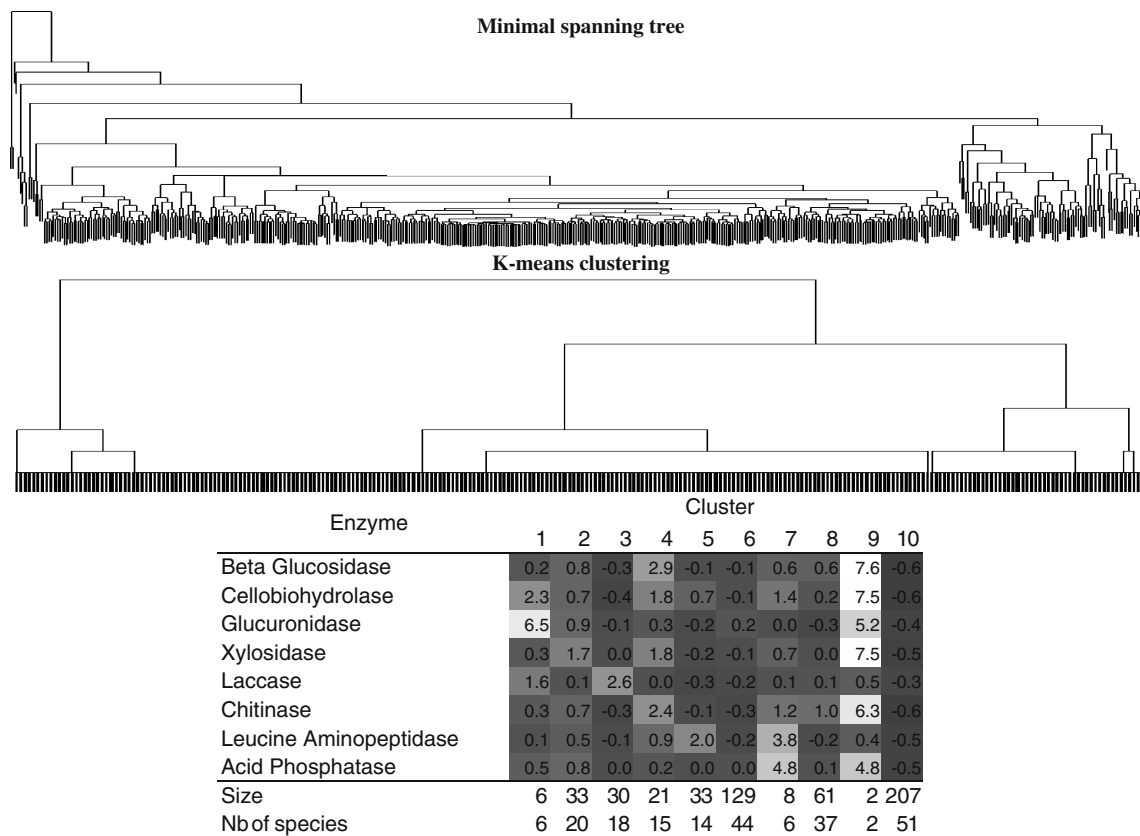 Minimal spanning tree
K-means clustering
Enzyme Cluster
1 2 3 4 5 6 7 8 9 10
Beta Glucosidase 0.2 0.8 -0.3 2.9 -0.1 -0.1 0.6 0.6 7.6 -0.6
Cellobiohydrolase 2.3 0.7 -0.4 1.8 0.7 -0.1 1.4 0.2 7.5 -0.6
Glucuronidase 6.5 0.9 -0.1 0.3 -0.2 0.2 0.0 -0.3 5.2 -0.4
Xylosidase 0.3 1.7 0.0 1.8 -0.2 -0.1 0.7 0.0 7.5 -0.5
Laccase 1.6 0.1 2.6 0.0 -0.3 -0.2 0.1 0.1 0.5 -0.3
Chitinase 0.3 0.7 -0.3 2.4 -0.1 -0.3 1.2 1.0 6.3 -0.6
Leucine Aminopeptidase 0.1 0.5 -0.1 0.9 2.0 -0.2 3.8 -0.2 0.4 -0.5
Acid Phosphatase 0.5 0.8 0.0 0.2 0.0 0.0 4.8 0.1 4.8 -0.5
Size 6 33 30 21 33 129 8 61 2 207
Nb of species 6 20 18 15 14 44 6 37 2 51